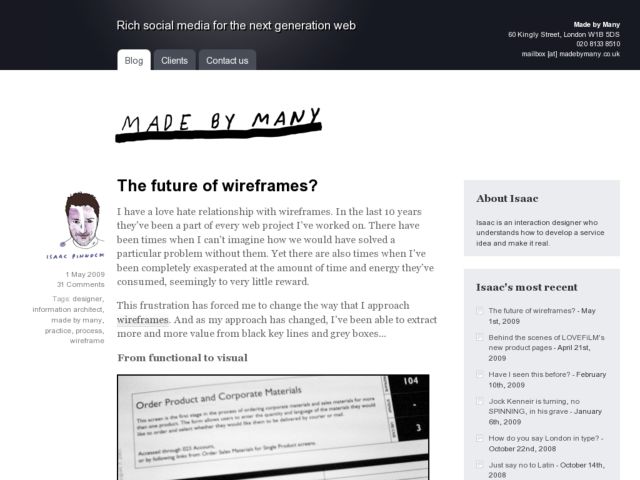 Rich social media for the next generation web
Made by Many
60 Kingly Street, London W1B 5DS
020 8133 8510
mailbox [at] madebymany.co.uk
Blog
Clients
Contact us
MADE BY MANY
ISAAC PINNOCK
1 May 2009
31 Comments
Tags: designer,
information architect,
made by many,
practice, process,
wireframe
The future of wireframes?
I have a love hate relationship with wireframes. In the last 10 years
they've been a part of every web project I've worked on. There have
been times when I can't imagine how we would have solved a
particular problem without them. Yet there are also times when I've
been completely exasperated at the amount of time and energy they've
consumed, seemingly to very little reward.
This frustration has forced me to change the way that I approach
wireframes. And as my approach has changed, I've been able to extract
more and more value from black key lines and grey boxes...
From functional to visual
Order Product and Corporate Materials
This screen is the first stage in the process of ordering corporate materials and sales materials for more
than one product. The form allows users to enter the quantity and language of the materials they would
like to order and select whether they would like them to be delivered by courier or mail.
Accessed through 023 Account,
or by following links from Order Sales Materials for Single Product screens.
104
3
About Isaac
Isaac is an interaction designer who
understands how to develop a service
idea and make it real.
Isaac's most recent
The future of wireframes? - May
1st, 2009
Behind the scenes of LOVEFiLM's
new product pages - April 21st,
2009
Have I seen this before? - February
10th, 2009
Jock Kenneir is turning, no
SPINNING, in his grave - January
6th, 2009
How do you say London in type? -
October 22nd, 2008
Just say no to Latin - October 14th,
2008